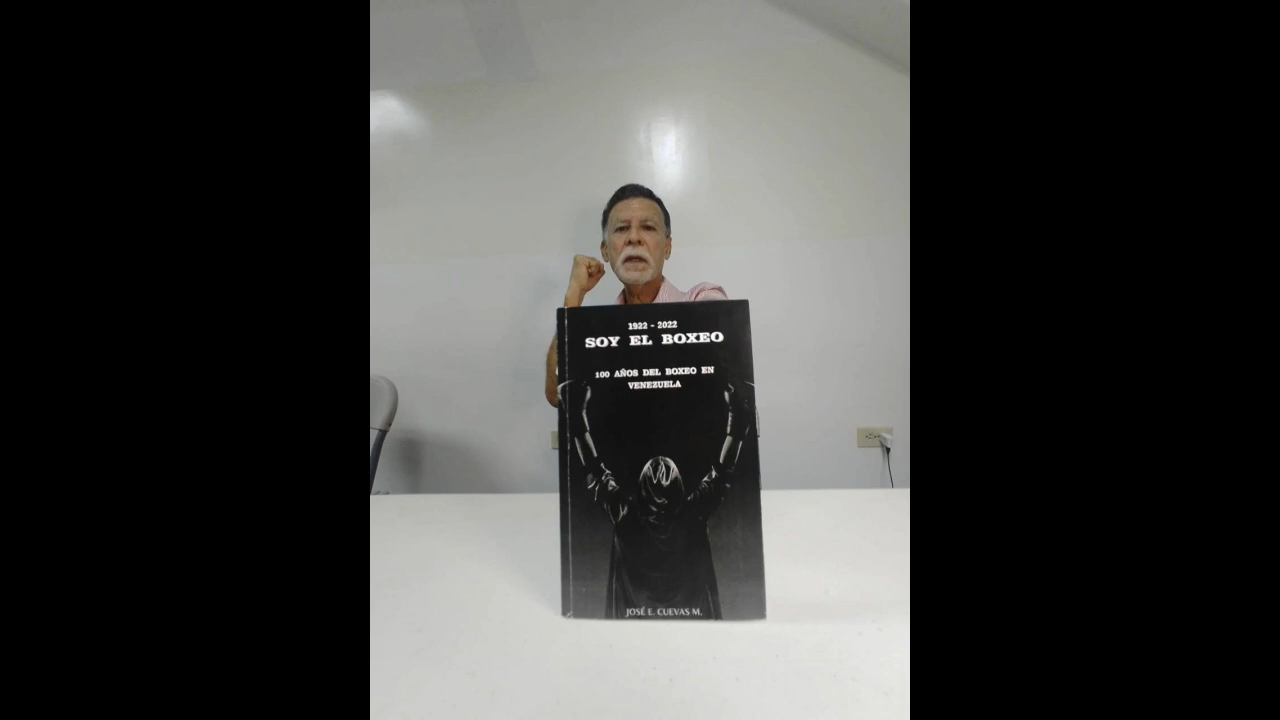 1922 - 2022
SOY EL BOXEO
100 AÑOS DEL BOXEO EN
VENEZUELA
JOSÉ E. CUEVAS M.